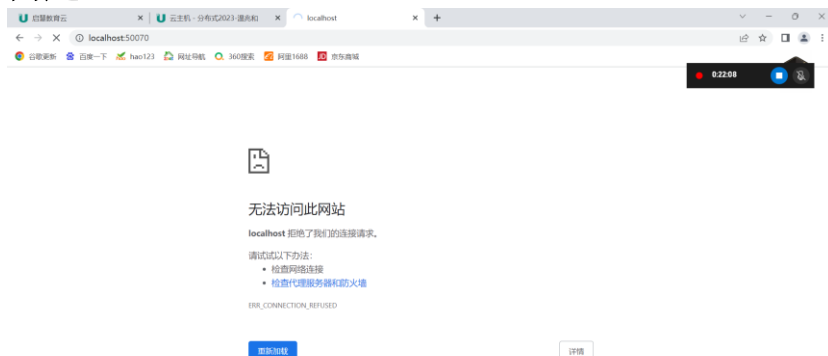 启慧教育云
云主机 - 分布式2023-
localhost
localhost:50070
谷歌更新 百度一下 hao123 网址导航 360搜索 阿里1688 京东商城
0:22:08
无法访问此网站
localhost 拒绝了我们的连接请求。
请试试以下办法：
• 检查网络连接
• 检查代理服务器和防火墙
ERR_CONNECTION_REFUSED
重新加载
详情